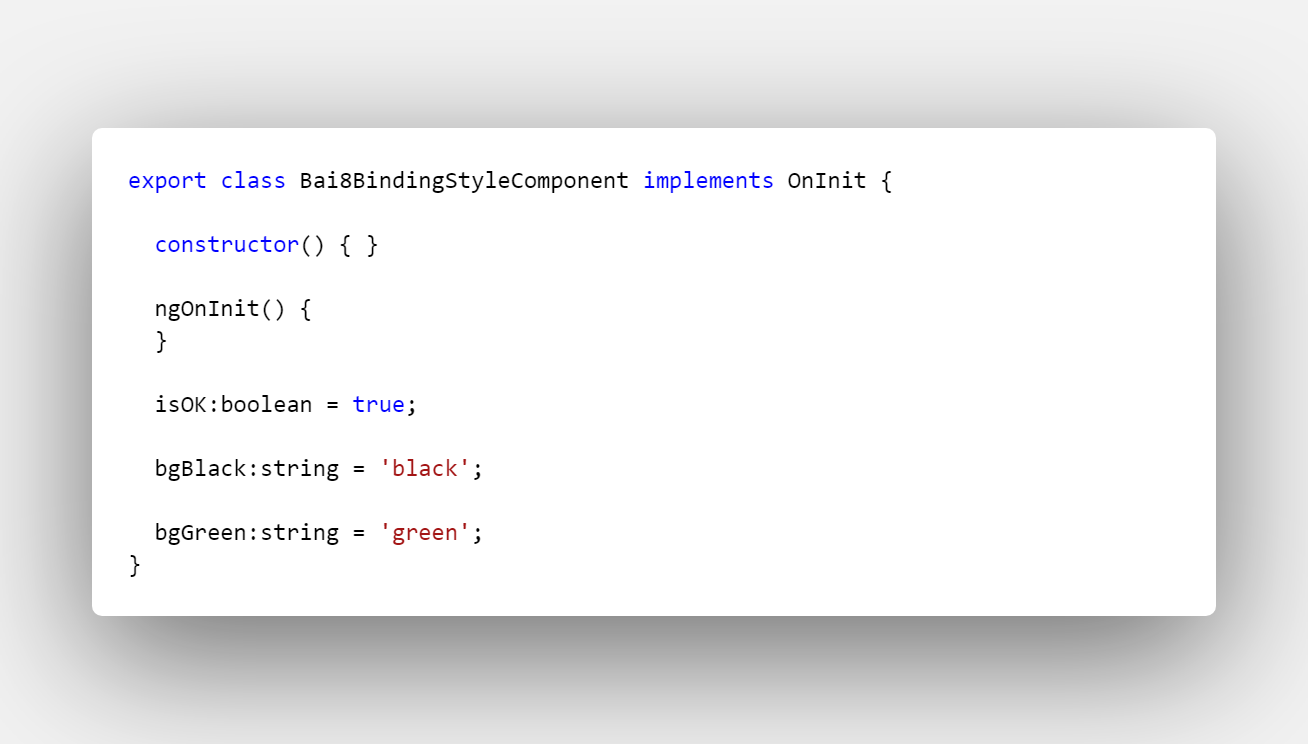 export class Bai8BindingStyleComponent implements OnInit {
constructor() { }
ngOnInit() {
}
isOK:boolean = true;
bgBlack:string = 'black';
bgGreen:string = 'green';
}